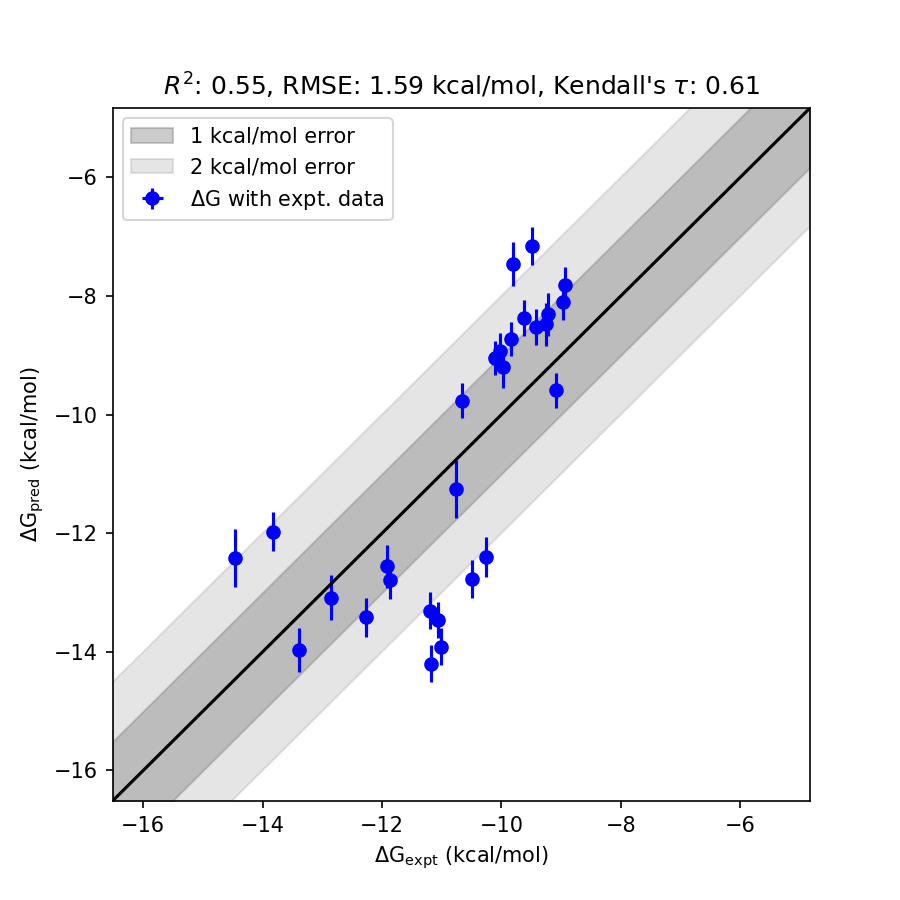 R²: 0.55, RMSE: 1.59 kcal/mol, Kendall's τ: 0.61
1 kcal/mol error
2 kcal/mol error
ΔG with expt. data
−6
−8
−10
−12
−14
−16
ΔGpred (kcal/mol)
−16 −14 −12 −10 −8 −6
ΔGexpt (kcal/mol)